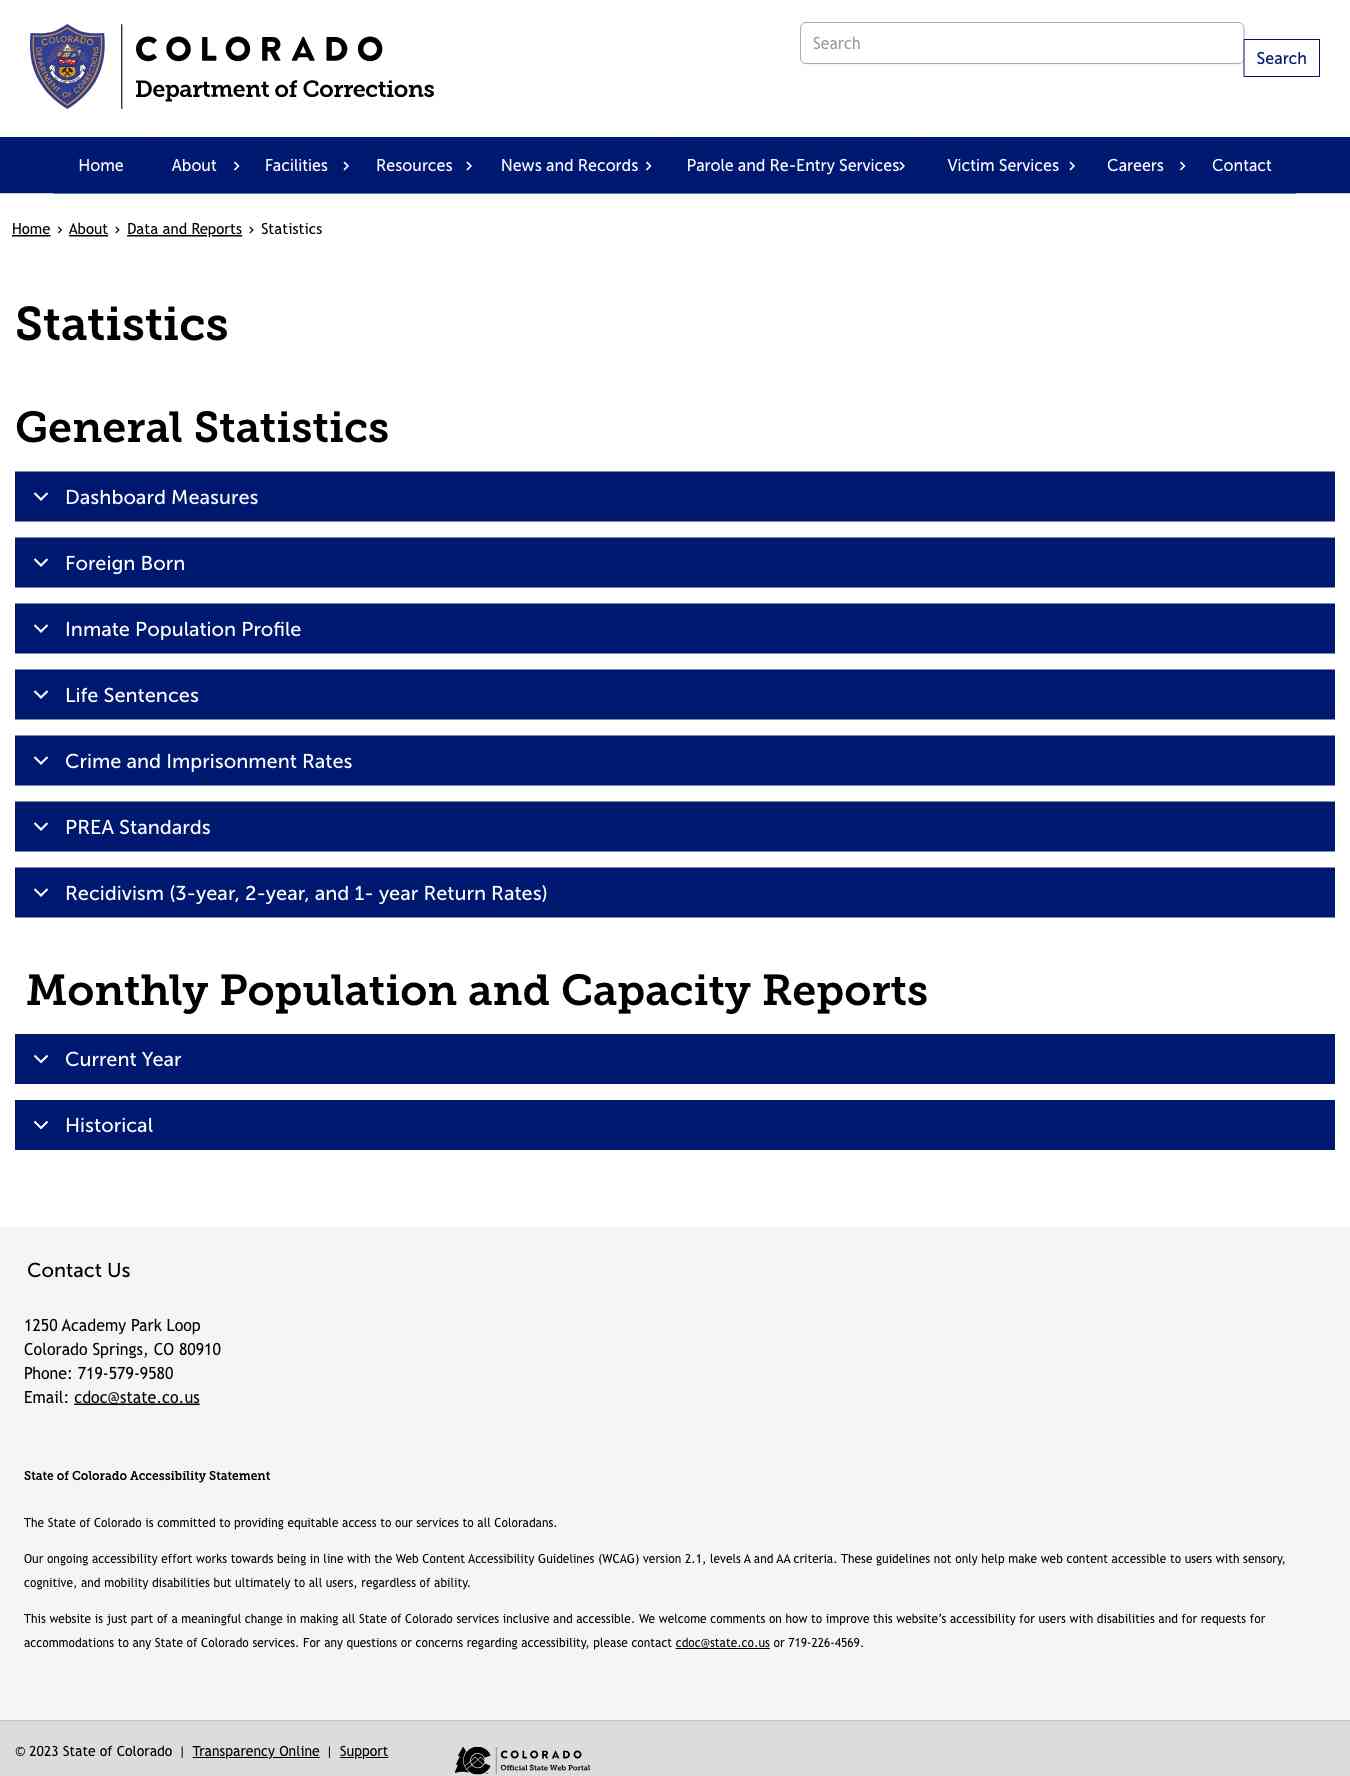 COLORADO
Department of Corrections
Search
Search
Home About Facilities Resources News and Records Parole and Re-Entry Services Victim Services Careers Contact
Home › About › Data and Reports › Statistics
Statistics
General Statistics
Dashboard Measures
Foreign Born
Inmate Population Profile
Life Sentences
Crime and Imprisonment Rates
PREA Standards
Recidivism (3-year, 2-year, and 1- year Return Rates)
Monthly Population and Capacity Reports
Current Year
Historical
Contact Us
1250 Academy Park Loop
Colorado Springs, CO 80910
Phone: 719-579-9580
Email: cdoc@state.co.us
State of Colorado Accessibility Statement
The State of Colorado is committed to providing equitable access to our services to all Coloradans.
Our ongoing accessibility effort works towards being in line with the Web Content Accessibility Guidelines (WCAG) version 2.1, levels A and AA criteria. These guidelines not only help make web content accessible to users with sensory,
cognitive, and mobility disabilities but ultimately to all users, regardless of ability.
This website is just part of a meaningful change in making all State of Colorado services inclusive and accessible. We welcome comments on how to improve this website’s accessibility for users with disabilities and for requests for
accommodations to any State of Colorado services. For any questions or concerns regarding accessibility, please contact cdoc@state.co.us or 719-226-4569.
© 2023 State of Colorado | Transparency Online | Support
COLORADO
Official State Web Portal